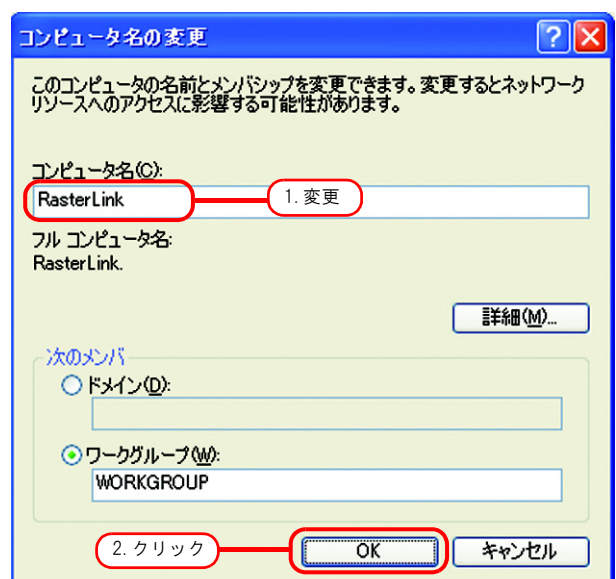 コンピュータ名の変更
このコンピュータの名前とメンバシップを変更できます。変更するとネットワーク
リソースへのアクセスに影響する可能性があります。
コンピュータ名(C):
RasterLink
1.変更
フル コンピュータ名:
RasterLink.
詳細(M)...
次のメンバ
ドメイン(D):
ワークグループ(W):
WORKGROUP
2.クリック
OK
キャンセル